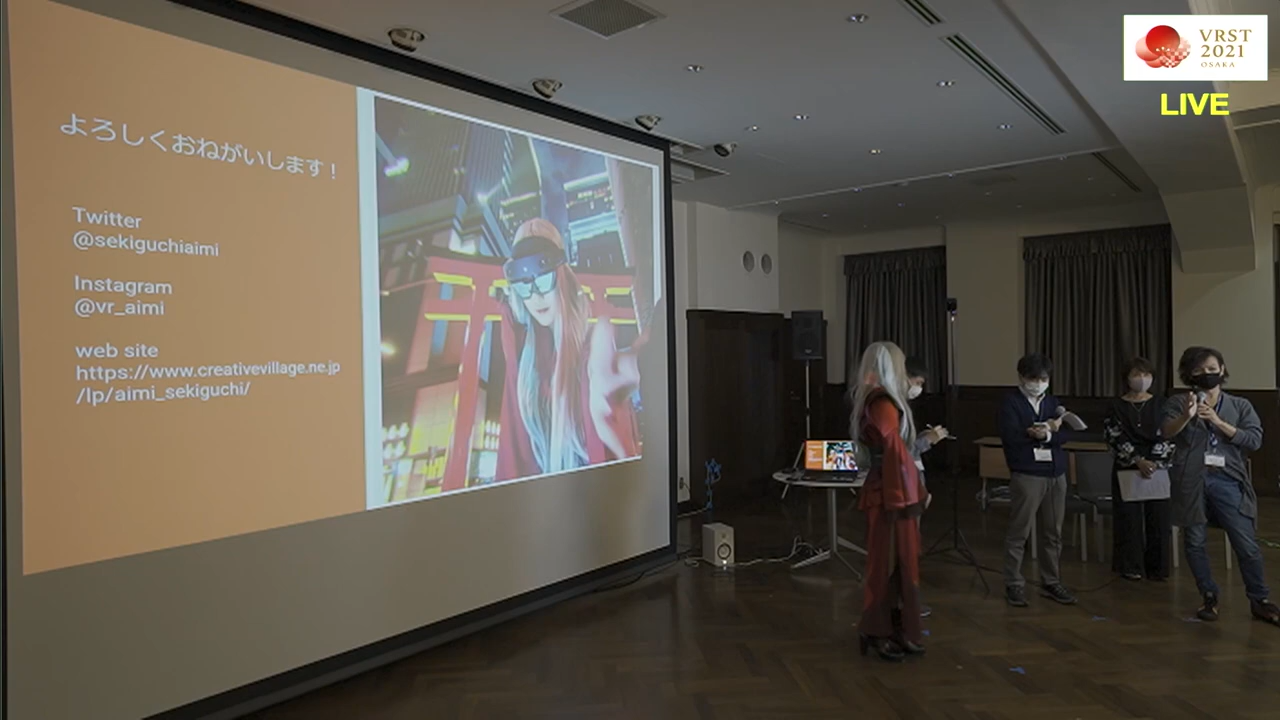 よろしくおねがいします！
Twitter
@sekiguchiaimi
Instagram
@vr_aimi
web site
https://www.creativevillage.ne.jp
/lp/aimi_sekiguchi/
VRST
2021
OSAKA
LIVE